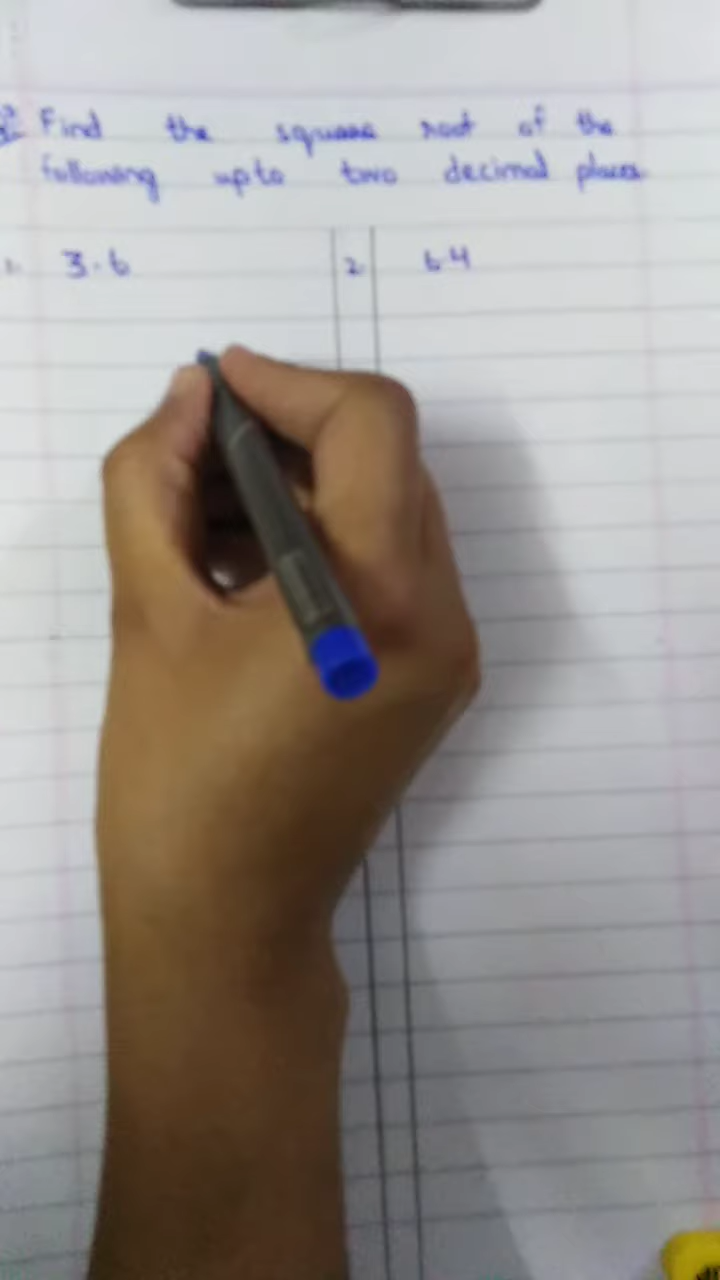 Find the square root of the
following upto two decimal places
1. 3.6 2. 6.4